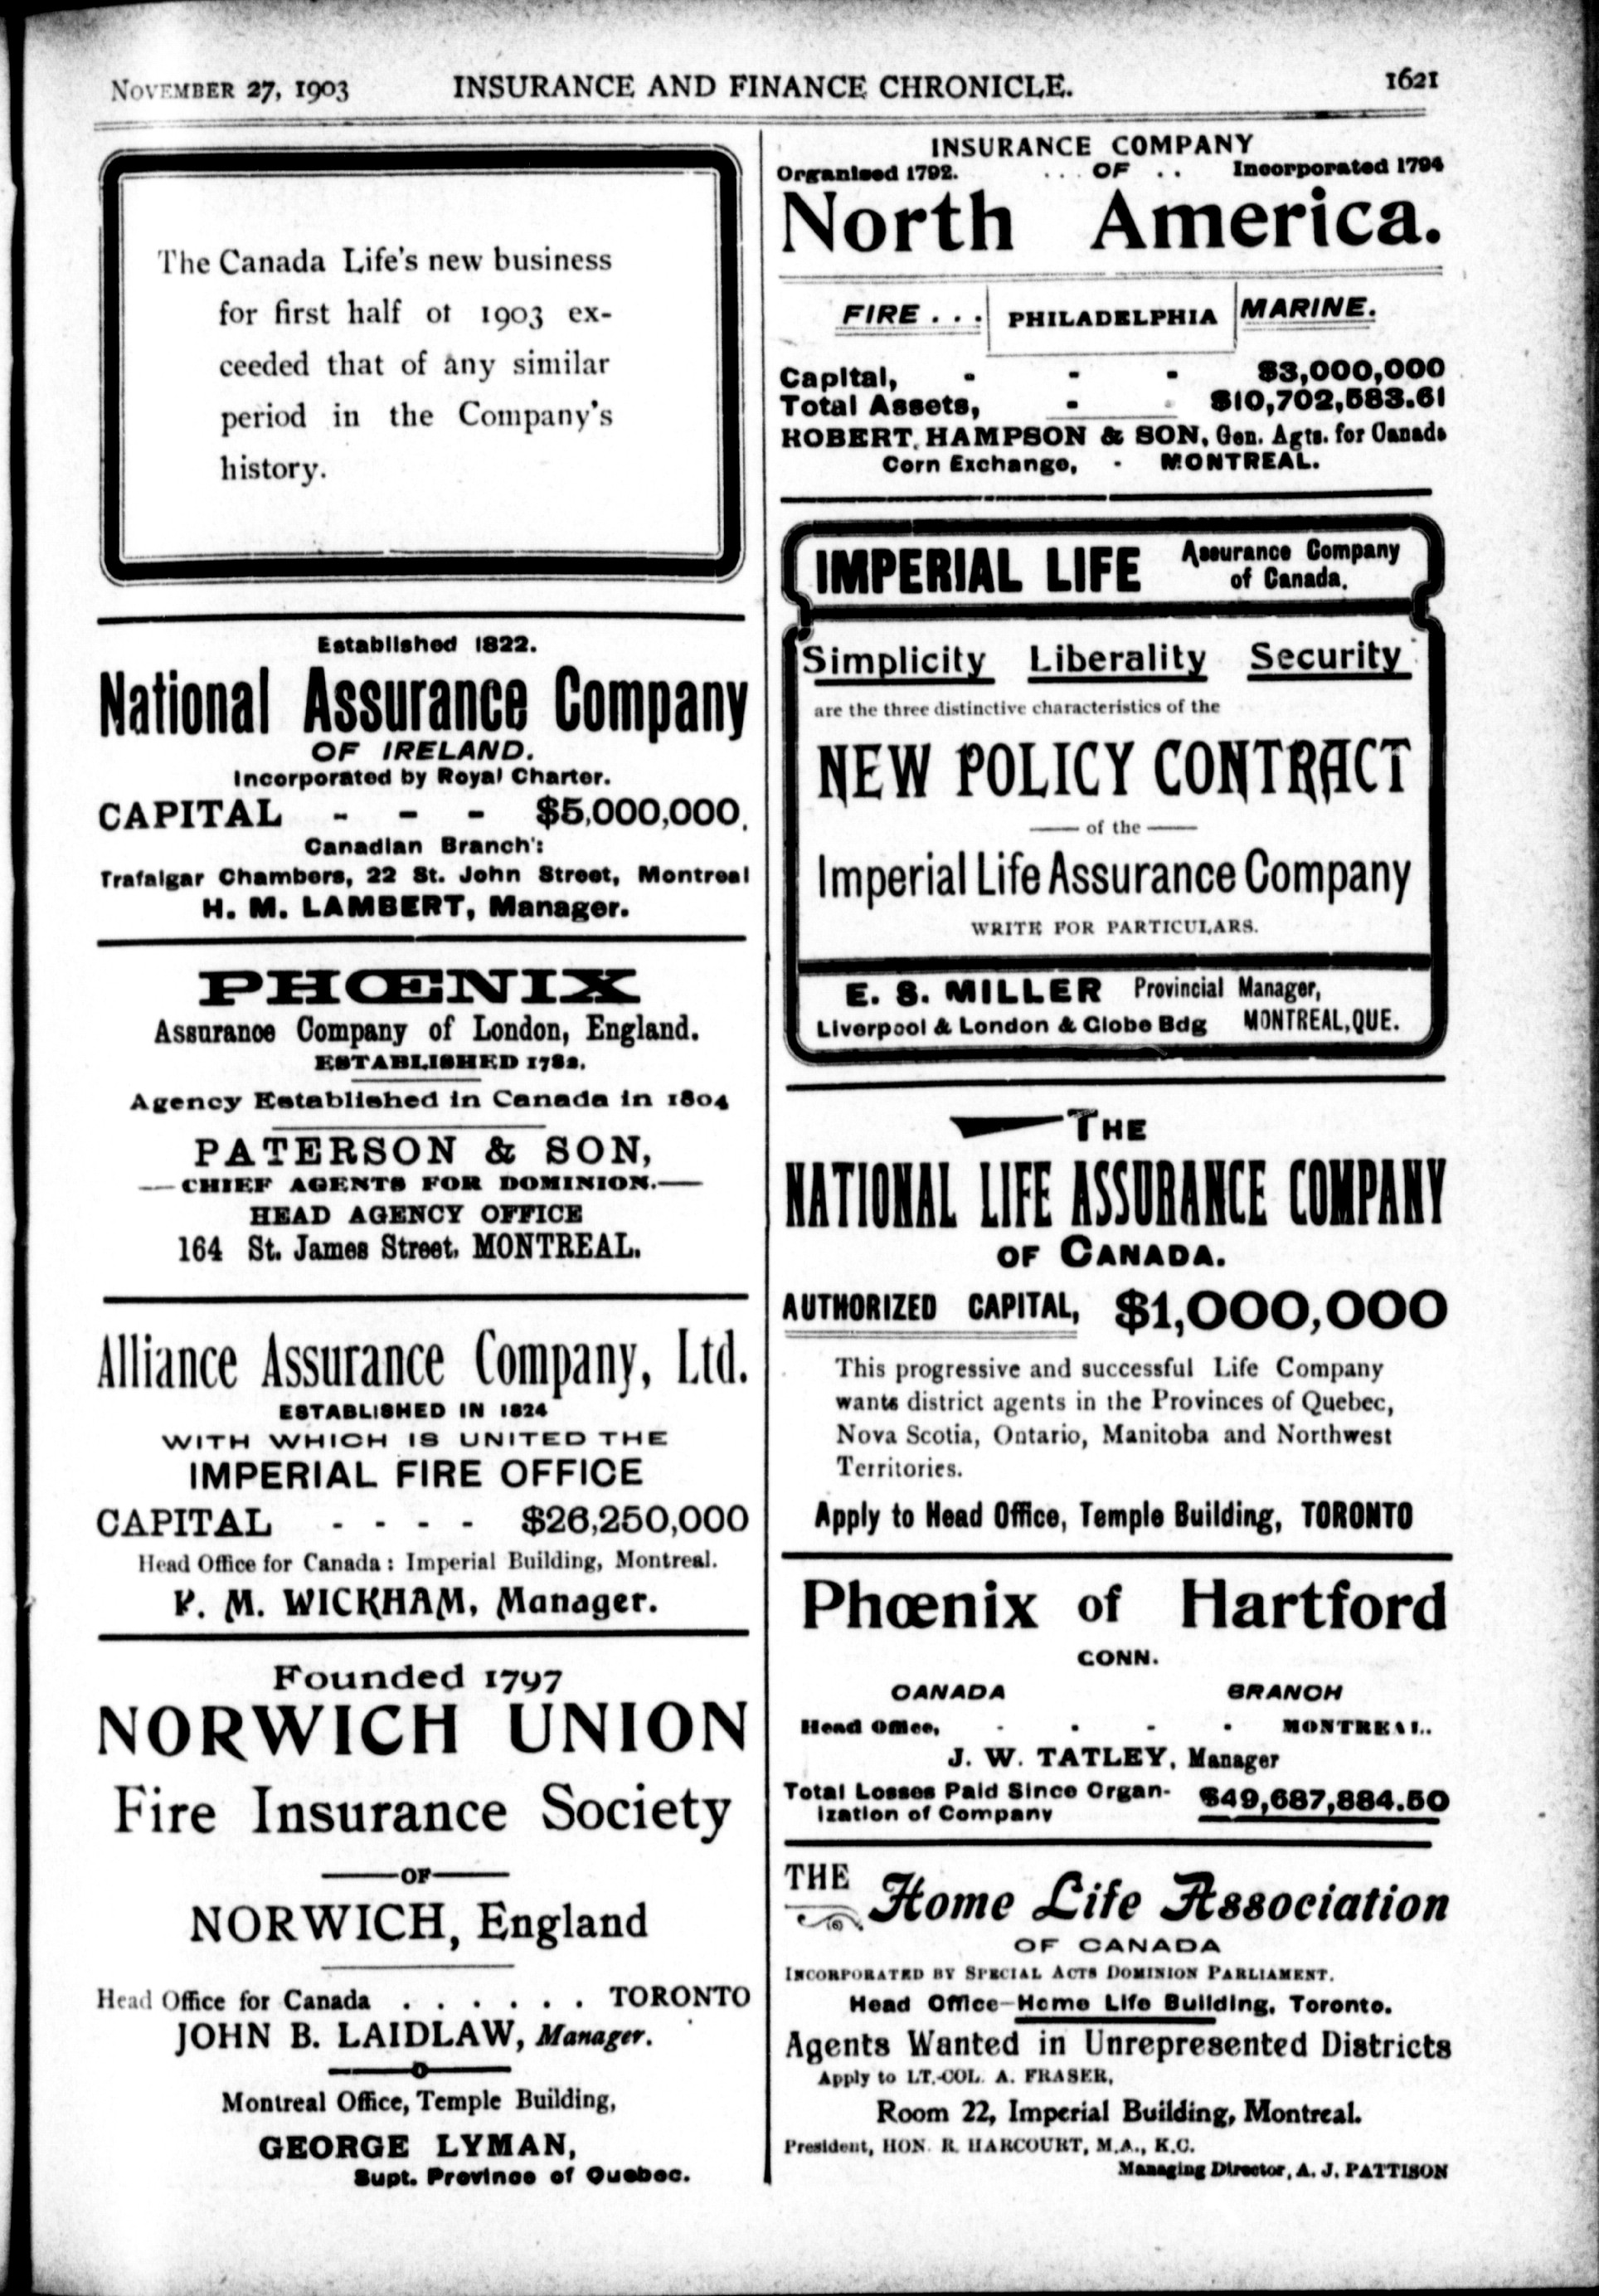 NOVEMBER 27, 1903 INSURANCE AND FINANCE CHRONICLE. 1621
The Canada Life's new business
for first half of 1903 ex-
ceeded that of any similar
period in the Company's
history.
Established 1822.
National Assurance Company
OF IRELAND.
Incorporated by Royal Charter.
CAPITAL - - - $5,000,000.
Canadian Branch:
Trafalgar Chambers, 22 St. John Street, Montreal
H. M. LAMBERT, Manager.
PHŒNIX
Assurance Company of London, England.
ESTABLISHED 1782.
Agency Established in Canada in 1804
PATERSON & SON,
— CHIEF AGENTS FOR DOMINION.—
HEAD AGENCY OFFICE
164 St. James Street, MONTREAL.
Alliance Assurance Company, Ltd.
ESTABLISHED IN 1824
WITH WHICH IS UNITED THE
IMPERIAL FIRE OFFICE
CAPITAL - - - - $26,250,000
Head Office for Canada: Imperial Building, Montreal.
P. M. WICKHAM, Manager.
Founded 1797
NORWICH UNION
Fire Insurance Society
—OF—
NORWICH, England
Head Office for Canada . . . . . . TORONTO
JOHN B. LAIDLAW, Manager.
Montreal Office, Temple Building,
GEORGE LYMAN,
Supt. Province of Quebec.
INSURANCE COMPANY
Organised 1792. . . . OF . . Incorporated 1794
North America.
FIRE . . . PHILADELPHIA MARINE.
Capital, - - - $3,000,000
Total Assets, - - $10,702,583.61
ROBERT HAMPSON & SON, Gen. Agts. for Canada
Corn Exchange, - MONTREAL.
IMPERIAL LIFE Assurance Company
of Canada.
Simplicity Liberality Security
are the three distinctive characteristics of the
NEW POLICY CONTRACT
— of the —
Imperial Life Assurance Company
WRITE FOR PARTICULARS.
E. S. MILLER Provincial Manager,
Liverpool & London & Globe Bdg MONTREAL, QUE.
THE
NATIONAL LIFE ASSURANCE COMPANY
OF CANADA.
AUTHORIZED CAPITAL, $1,000,000
This progressive and successful Life Company
wants district agents in the Provinces of Quebec,
Nova Scotia, Ontario, Manitoba and Northwest
Territories.
Apply to Head Office, Temple Building, TORONTO
Phœnix of Hartford
CONN.
CANADA BRANCH
Head Office, - - - - MONTREAL.
J. W. TATLEY, Manager
Total Losses Paid Since Organ-
ization of Company $49,687,884.50
THE Home Life Association
OF CANADA
INCORPORATED BY SPECIAL ACTS DOMINION PARLIAMENT.
Head Office—Home Life Building, Toronto.
Agents Wanted in Unrepresented Districts
Apply to LT.-COL. A. FRASER,
Room 22, Imperial Building, Montreal.
President, HON. R. HARCOURT, M.A., K.C.
Managing Director, A. J. PATTISON